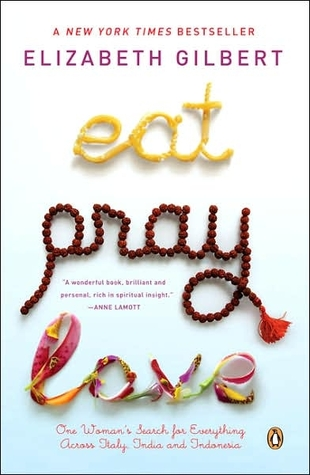 A NEW YORK TIMES BESTSELLER
ELIZABETH GILBERT
eat
pray
"A wonderful book, brilliant and
personal, rich in spiritual insight."
—ANNE LAMOTT
love
One Woman's Search for Everything
Across Italy, India and Indonesia